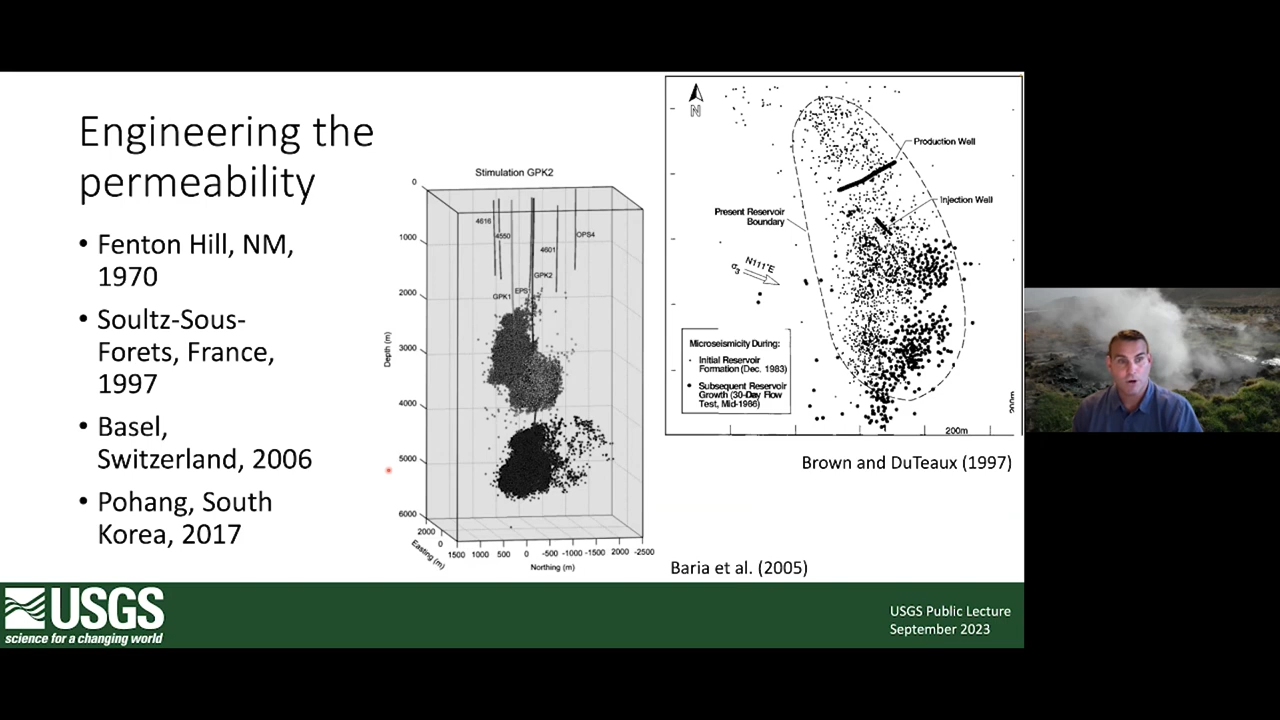 Engineering the
permeability
• Fenton Hill, NM,
1970
• Soultz-Sous-
Forets, France,
1997
• Basel,
Switzerland, 2006
• Pohang, South
Korea, 2017
Stimulation GPK2
0
1000
2000
3000
4000
5000
6000
Depth (m)
4616
4550
4601
OPS4
GPK2
EPS
GPK1
2000
0
Easting (m)
1500 1000 500 0 -500 -1000 -1500 2000 -2500
Northing (m)
Baria et al. (2005)
N
Production Well
Injection Well
Present Reservoir
Boundary
N111°E
σ3
Microseismicity During:
• Initial Reservoir
Formation (Dec. 1983)
• Subsequent Reservoir
Growth (30-Day Flow
Test, Mid-1986)
200m
200m
Brown and DuTeaux (1997)
USGS
science for a changing world
USGS Public Lecture
September 2023